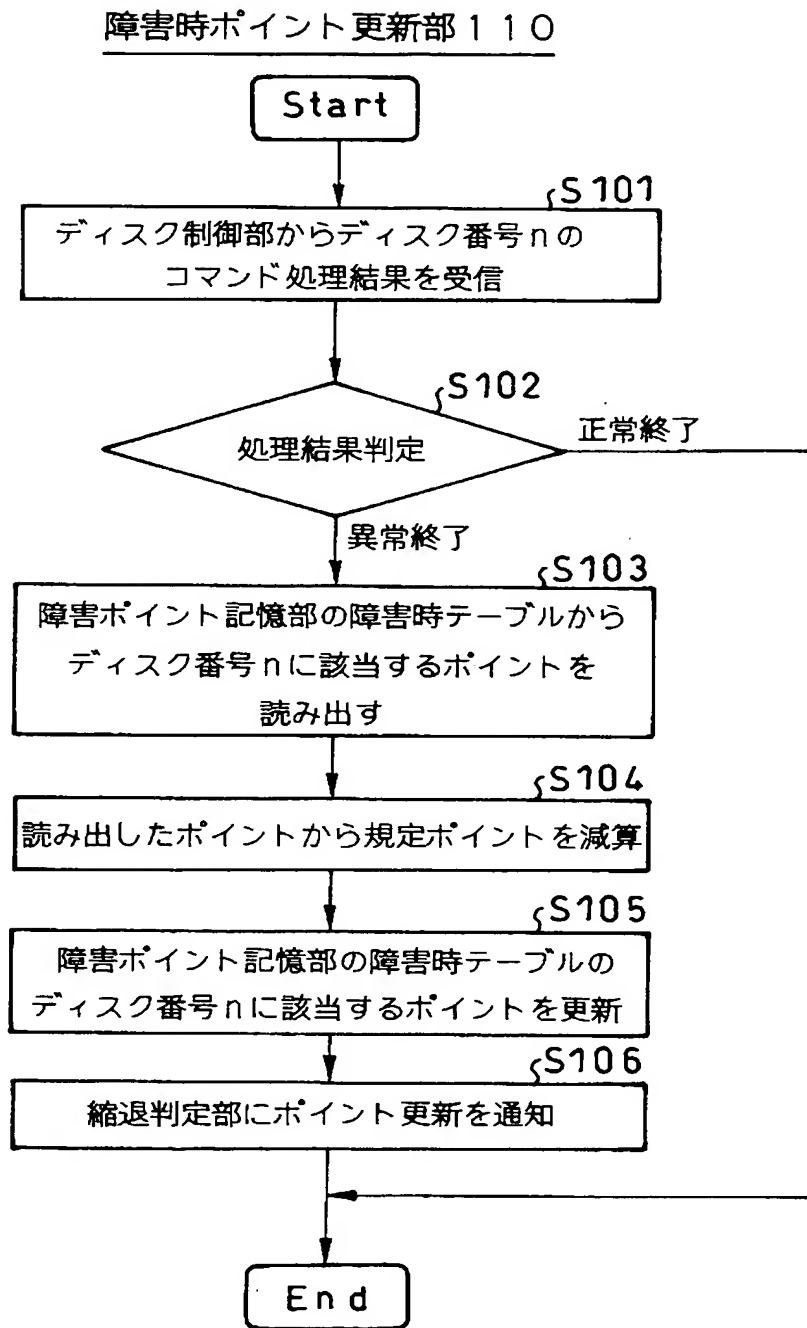 障害時ポイント更新部110
Start
S101
ディスク制御部からディスク番号nの
コマンド処理結果を受信
S102
処理結果判定
正常終了
異常終了
S103
障害ポイント記憶部の障害時テーブルから
ディスク番号nに該当するポイントを
読み出す
S104
読み出したポイントから規定ポイントを減算
S105
障害ポイント記憶部の障害時テーブルの
ディスク番号nに該当するポイントを更新
S106
縮退判定部にポイント更新を通知
End